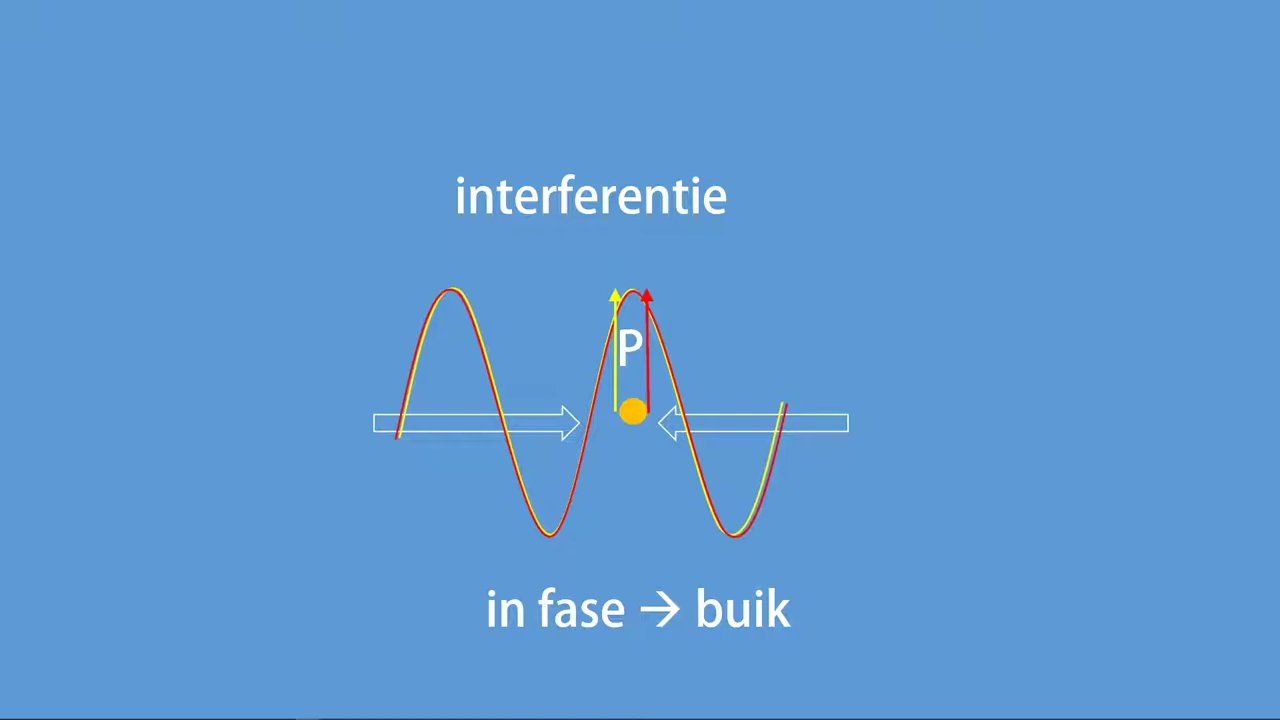 interferentie
P
in fase → buik